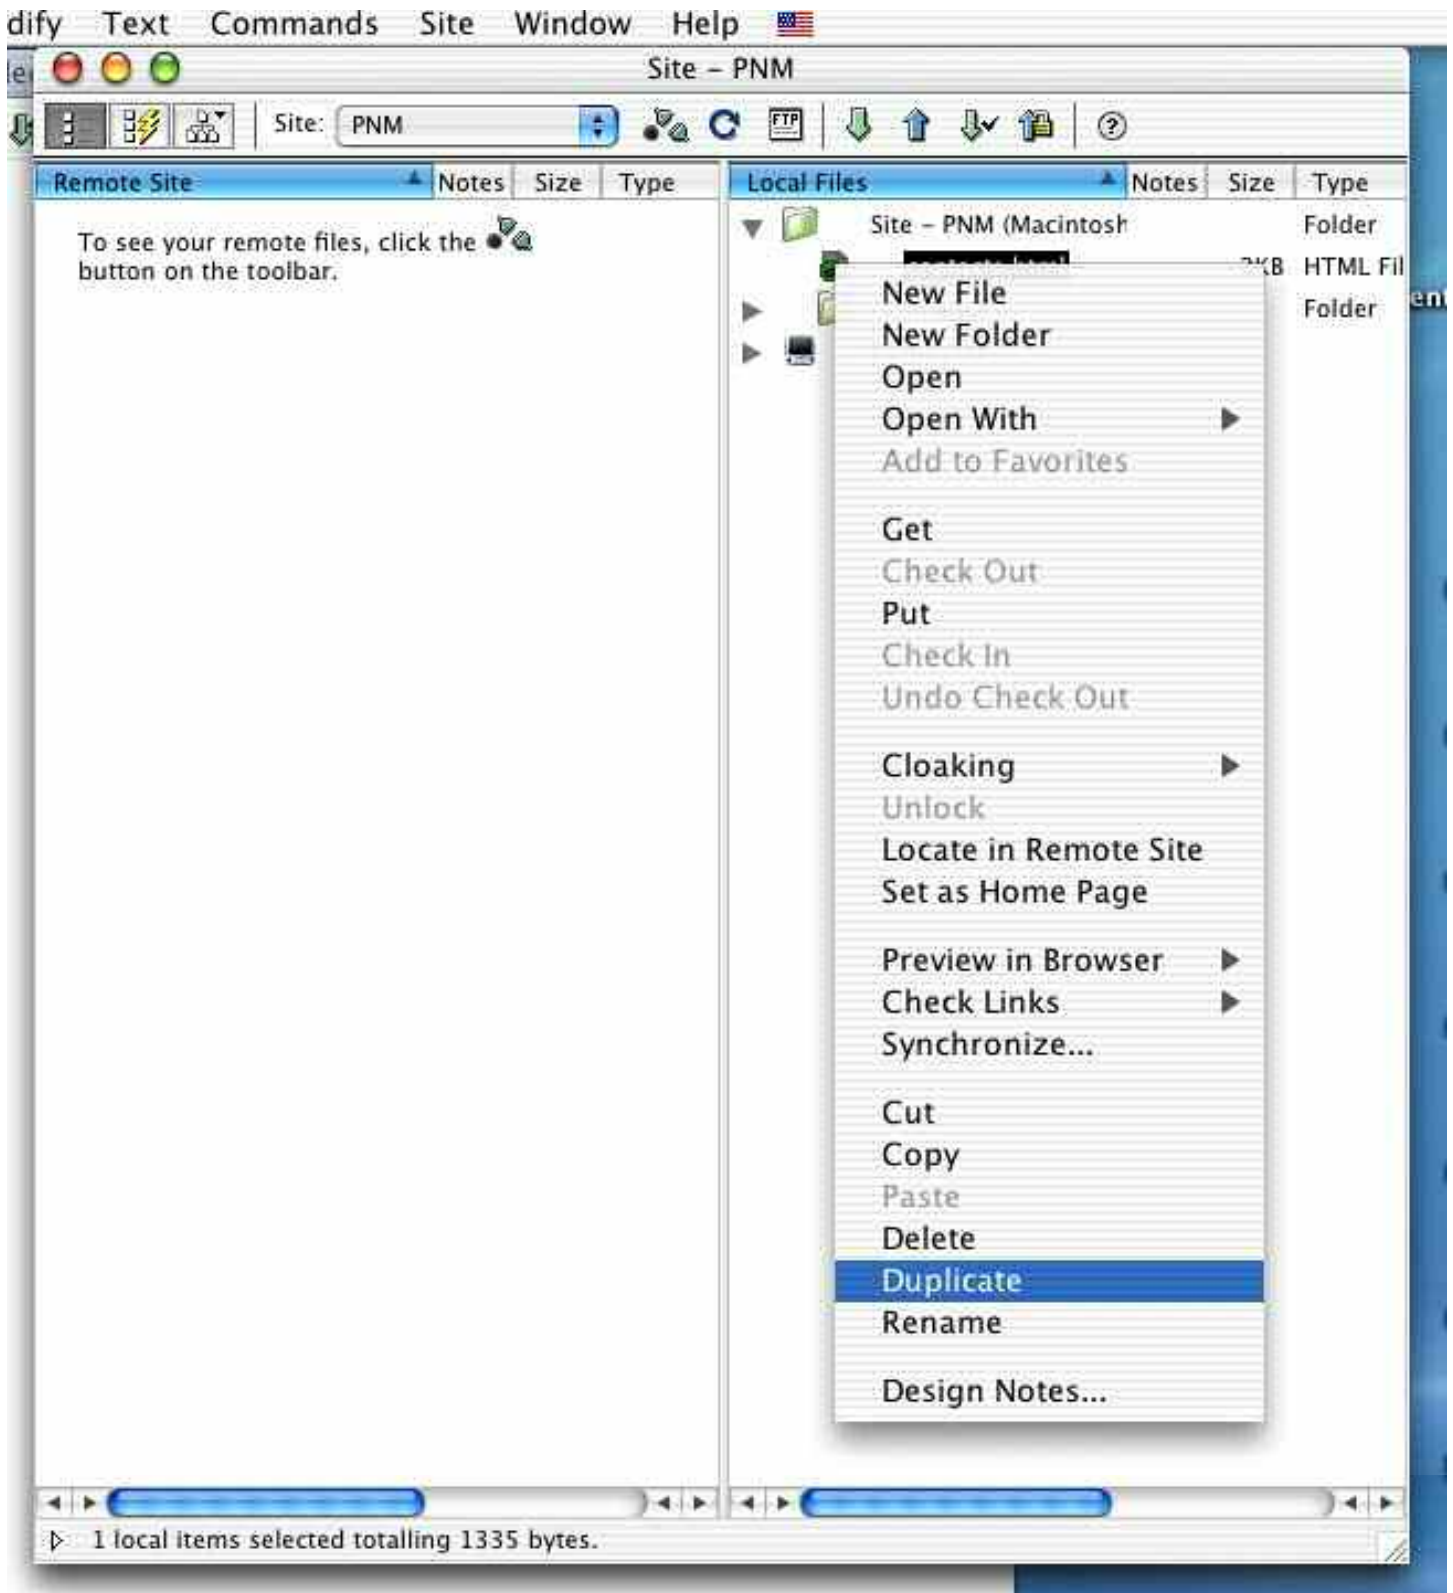 dify Text Commands Site Window Help
Site – PNM
Site: PNM
FTP
Remote Site Notes Size Type
Local Files Notes Size Type
To see your remote files, click the
button on the toolbar.
Site – PNM (Macintosh Folder
HTML Fil
Folder
New File
New Folder
Open
Open With
Add to Favorites
Get
Check Out
Put
Check In
Undo Check Out
Cloaking
Unlock
Locate in Remote Site
Set as Home Page
Preview in Browser
Check Links
Synchronize...
Cut
Copy
Paste
Delete
Duplicate
Rename
Design Notes...
1 local items selected totalling 1335 bytes.